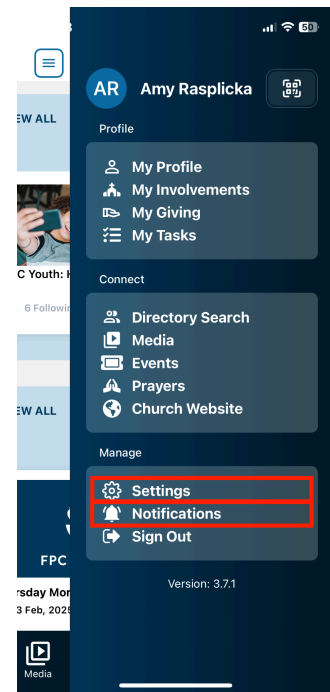 50
EW ALL
AR
Amy Rasplicka
Profile
My Profile
My Involvements
My Giving
My Tasks
C Youth:
6 Followin
Connect
Directory Search
Media
Events
Prayers
Church Website
EW ALL
Manage
Settings
Notifications
Sign Out
FPC
Version: 3.7.1
rsday Mor
3 Feb, 202
Media